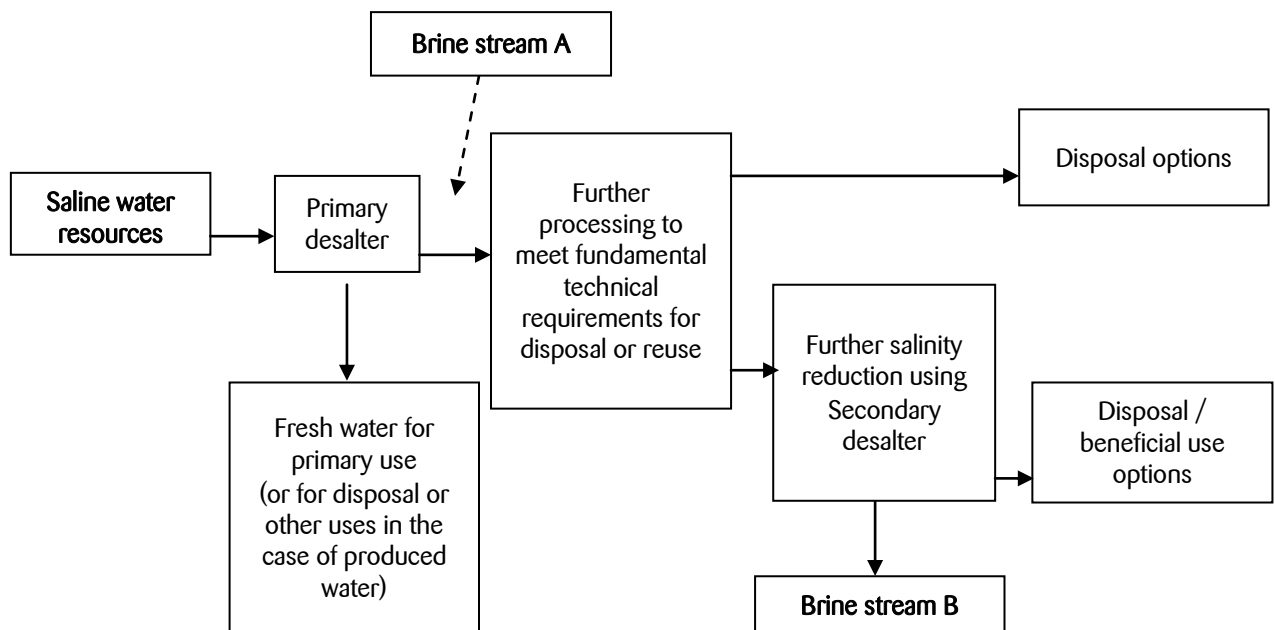 Brine stream A
Saline water
resources
Primary
desalter
Further
processing to
meet fundamental
technical
requirements for
disposal or reuse
Disposal options
Fresh water for
primary use
(or for disposal or
other uses in the
case of produced
water)
Further salinity
reduction using
Secondary
desalter
Disposal /
beneficial use
options
Brine stream B